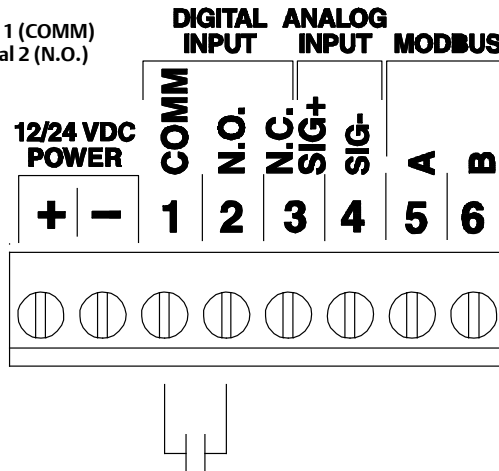 1 (COMM)
al 2 (N.O.)
DIGITAL INPUT
ANALOG INPUT
MODBUS
12/24 VDC
POWER
COMM
N.O.
N.C.
SIG+
SIG-
A
B
+ - 1 2 3 4 5 6